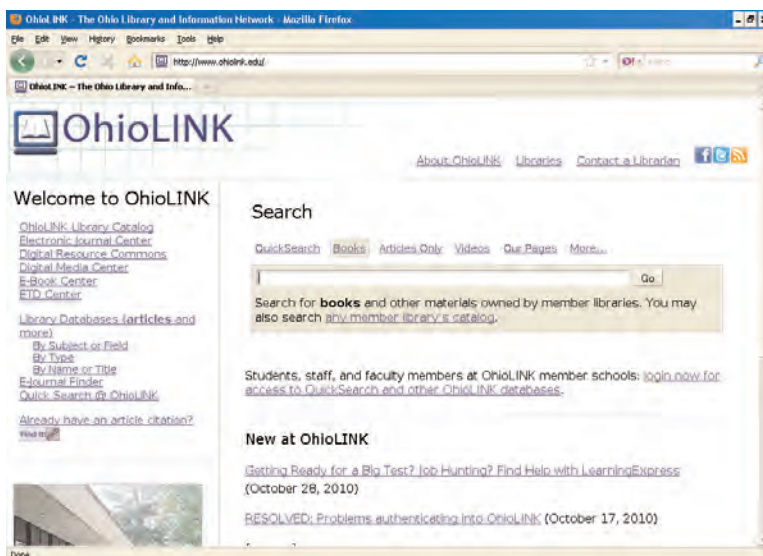 OhioLINK - The Ohio Library and Information Network - Mozilla Firefox
File Edit View History Bookmarks Tools Help
http://www.ohiolink.edu/
OhioLINK – The Ohio Library and Info...
OhioLINK
About OhioLINK Libraries Contact a Librarian
Welcome to OhioLINK
OhioLINK Library Catalog
Electronic Journal Center
Digital Resource Commons
Digital Media Center
E-Book Center
ETD Center
Library Databases (articles and
more)
By Subject or Field
By Type
By Name or Title
E-Journal Finder
Quick Search @ OhioLINK
Already have an article citation?
Find it
Search
QuickSearch Books Articles Only Videos Our Pages More...
Go
Search for books and other materials owned by member libraries. You may
also search any member library's catalog.
Students, staff, and faculty members at OhioLINK member schools: login now for
access to QuickSearch and other OhioLINK databases.
New at OhioLINK
Getting Ready for a Big Test? Job Hunting? Find Help with LearningExpress
(October 28, 2010)
RESOLVED: Problems authenticating into OhioLINK (October 17, 2010)
Done